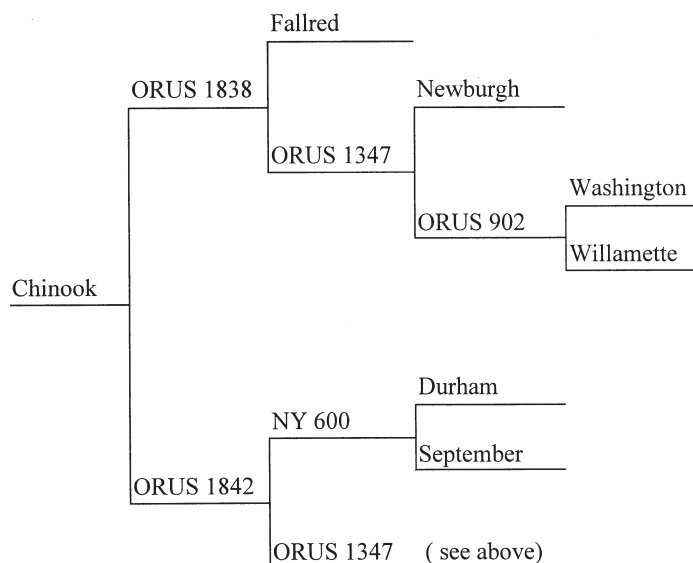 Fallred
ORUS 1838
Newburgh
ORUS 1347
Washington
ORUS 902
Willamette
Chinook
Durham
NY 600
September
ORUS 1842
ORUS 1347 ( see above)